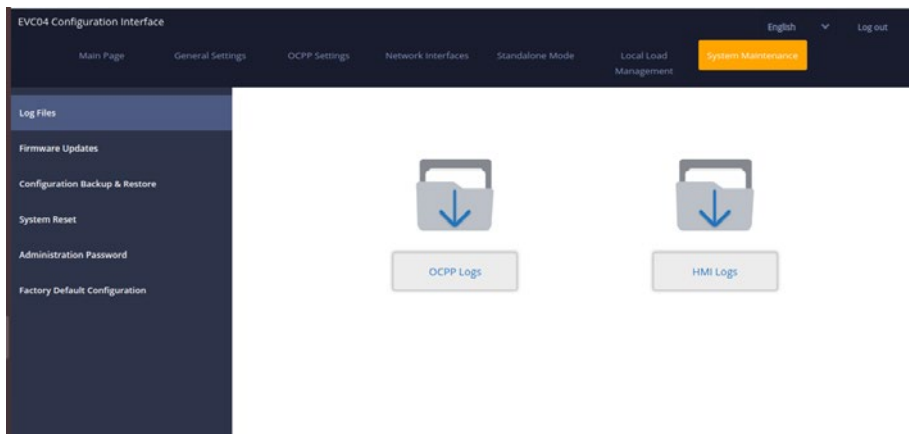 EVC04 Configuration Interface
English
Log out
Main Page
General Settings
OCPP Settings
Network Interfaces
Standalone Mode
Local Load
Management
System Maintenance
Log Files
Firmware Updates
Configuration Backup & Restore
System Reset
Administration Password
Factory Default Configuration
OCPP Logs
HMI Logs